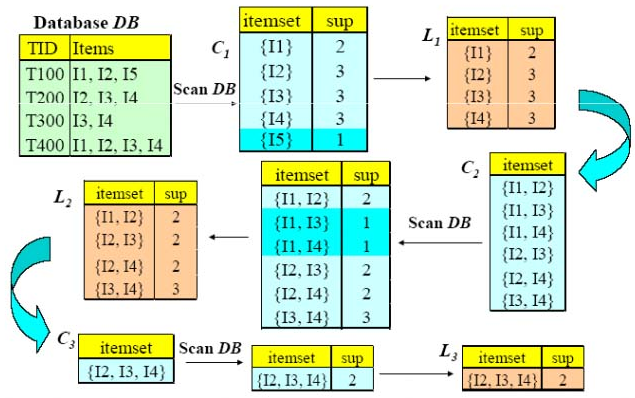 Database DB
TID Items
T100 I1, I2, I5
T200 I2, I3, I4
T300 I3, I4
T400 I1, I2, I3, I4
Scan DB
C1
itemset sup
{I1} 2
{I2} 3
{I3} 3
{I4} 3
{I5} 1
L1
itemset sup
{I1} 2
{I2} 3
{I3} 3
{I4} 3
C2
itemset
{I1, I2}
{I1, I3}
{I1, I4}
{I2, I3}
{I2, I4}
{I3, I4}
Scan DB
itemset sup
{I1, I2} 2
{I1, I3} 1
{I1, I4} 1
{I2, I3} 2
{I2, I4} 2
{I3, I4} 3
L2
itemset sup
{I1, I2} 2
{I2, I3} 2
{I2, I4} 2
{I3, I4} 3
C3
itemset
{I2, I3, I4}
Scan DB
itemset sup
{I2, I3, I4} 2
L3
itemset sup
{I2, I3, I4} 2